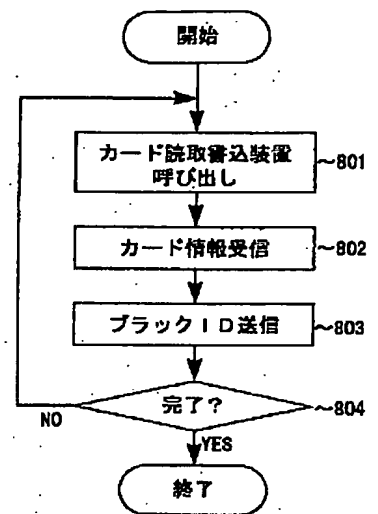 開始
カード読取書込装置
呼び出し
~801
カード情報受信
~802
ブラックID送信
~803
完了?
~804
NO
YES
終了